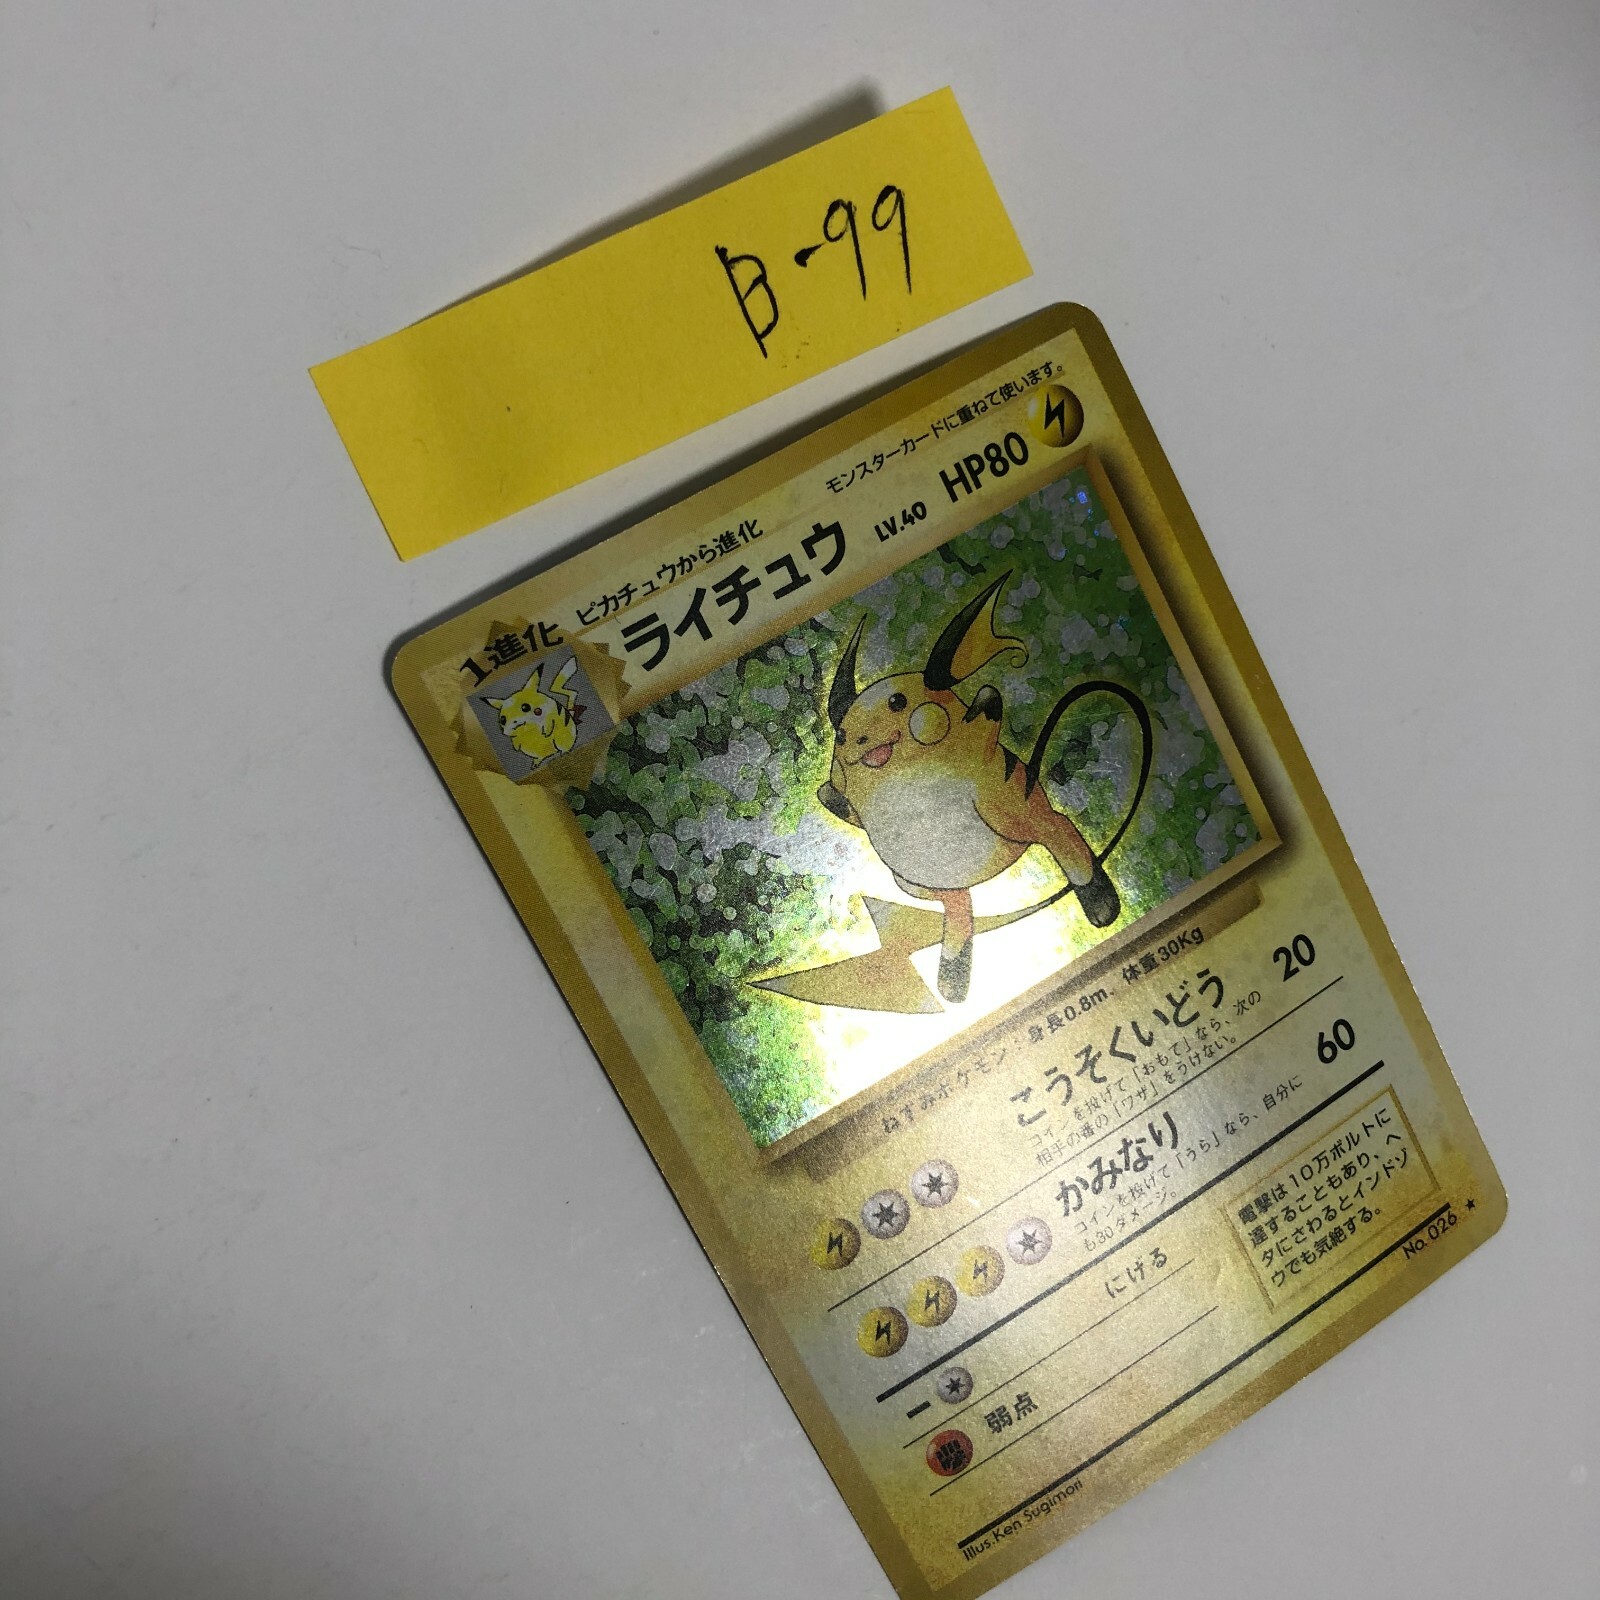 B-99
モンスターカードに重ねて使います。
1進化 ピカチュウから進化
ライチュウ LV.40 HP80
ねずみポケモン：身長0.8m、体重30Kg
こうそくいどう 20
コインを投げて「おもて」なら、次の
相手の番の「ワザ」をうけない。
かみなり 60
コインを投げて「うら」なら、自分に
も30ダメージ。
にげる
弱点
電撃は10万ボルトに
達することもあり、ヘ
タにさわるとインドゾ
ウでも気絶する。
Illus.Ken Sugimori
No.026 ★